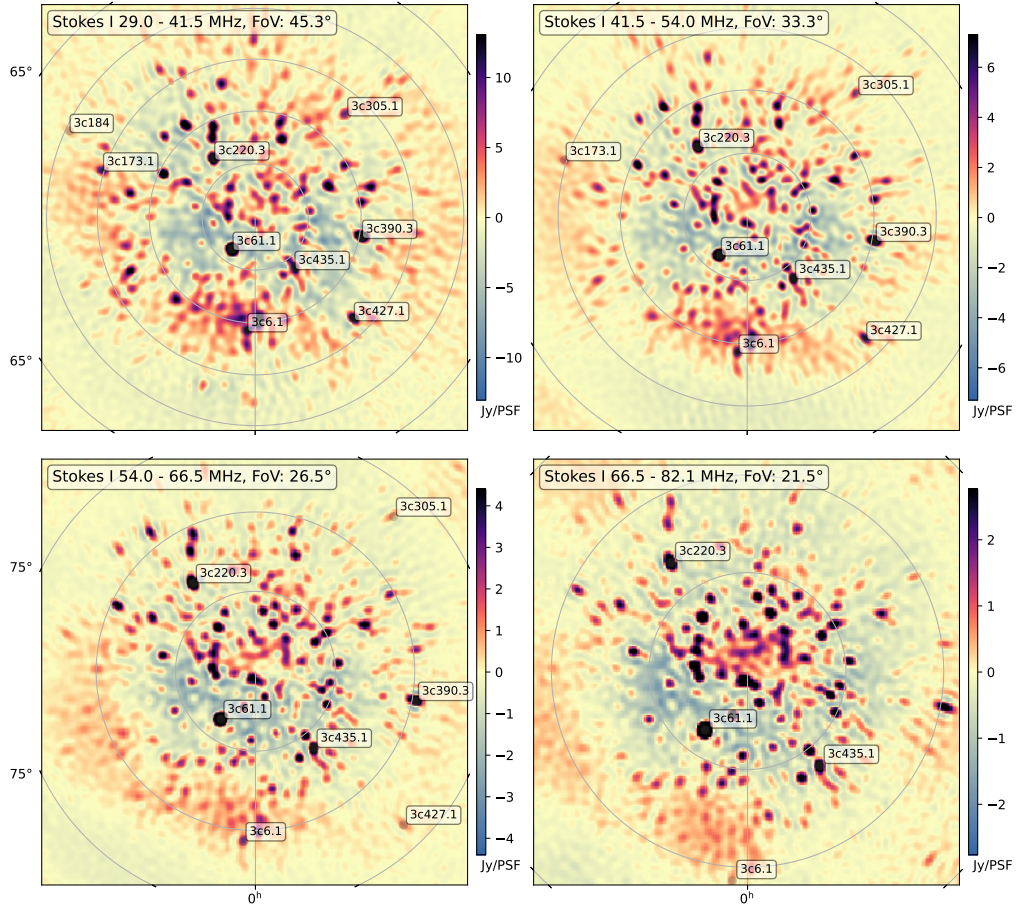 Stokes I 29.0 - 41.5 MHz, FoV: 45.3°
65°
65°
3c305.1
3c184
3c173.1
3c220.3
3c390.3
3c61.1
3c435.1
3c427.1
3c6.1
10
5
0
−5
−10
Jy/PSF
Stokes I 41.5 - 54.0 MHz, FoV: 33.3°
3c305.1
3c173.1
3c220.3
3c390.3
3c61.1
3c435.1
3c427.1
3c6.1
6
4
2
0
−2
−4
−6
Jy/PSF
Stokes I 54.0 - 66.5 MHz, FoV: 26.5°
75°
75°
3c305.1
3c220.3
3c390.3
3c61.1
3c435.1
3c427.1
3c6.1
0ʰ
4
3
2
1
0
−1
−2
−3
−4
Jy/PSF
Stokes I 66.5 - 82.1 MHz, FoV: 21.5°
3c220.3
3c61.1
3c435.1
3c6.1
0ʰ
2
1
0
−1
−2
Jy/PSF